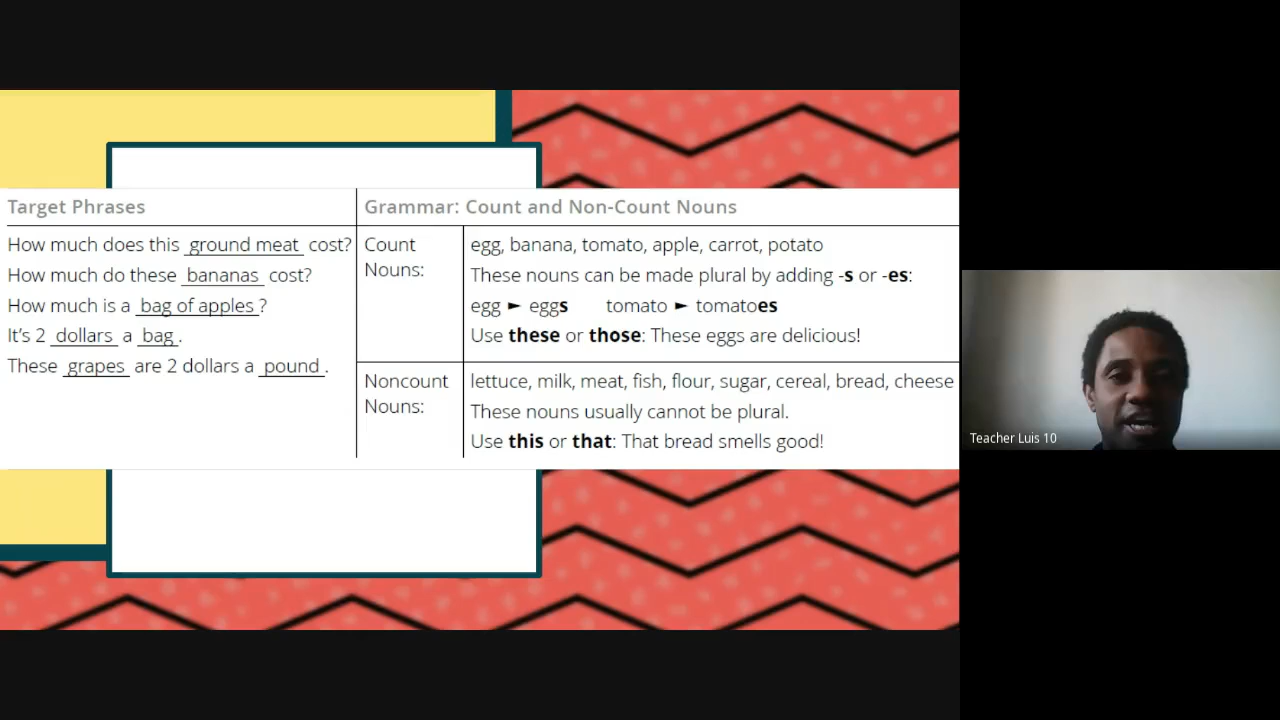 Target Phrases
How much does this ground meat cost?
How much do these bananas cost?
How much is a bag of apples ?
It's 2 dollars a bag .
These grapes are 2 dollars a pound .
Grammar: Count and Non-Count Nouns
Count
Nouns:
egg, banana, tomato, apple, carrot, potato
These nouns can be made plural by adding -s or -es:
egg ► eggs tomato ► tomatoes
Use these or those: These eggs are delicious!
Noncount
Nouns:
lettuce, milk, meat, fish, flour, sugar, cereal, bread, cheese
These nouns usually cannot be plural.
Use this or that: That bread smells good!
Teacher Luis 10